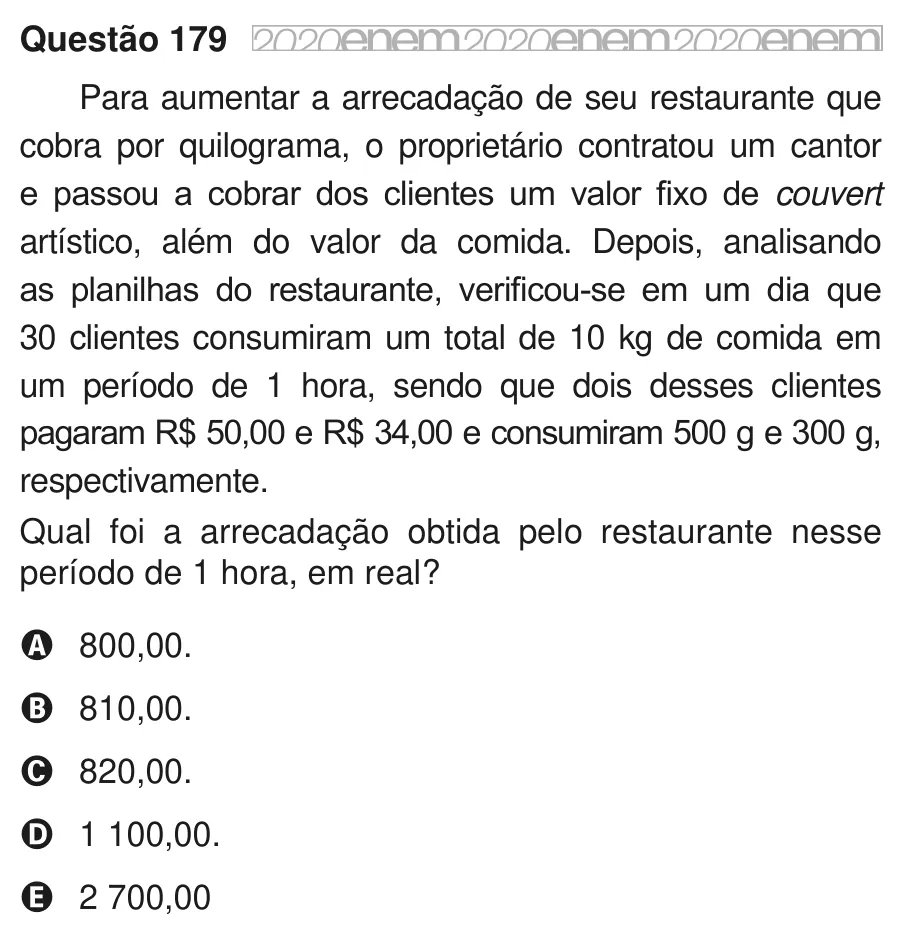 Questão 179 2020enem2020enem2020enem
Para aumentar a arrecadação de seu restaurante que
cobra por quilograma, o proprietário contratou um cantor
e passou a cobrar dos clientes um valor fixo de couvert
artístico, além do valor da comida. Depois, analisando
as planilhas do restaurante, verificou-se em um dia que
30 clientes consumiram um total de 10 kg de comida em
um período de 1 hora, sendo que dois desses clientes
pagaram R$ 50,00 e R$ 34,00 e consumiram 500 g e 300 g,
respectivamente.
Qual foi a arrecadação obtida pelo restaurante nesse
período de 1 hora, em real?
A 800,00.
B 810,00.
C 820,00.
D 1 100,00.
E 2 700,00